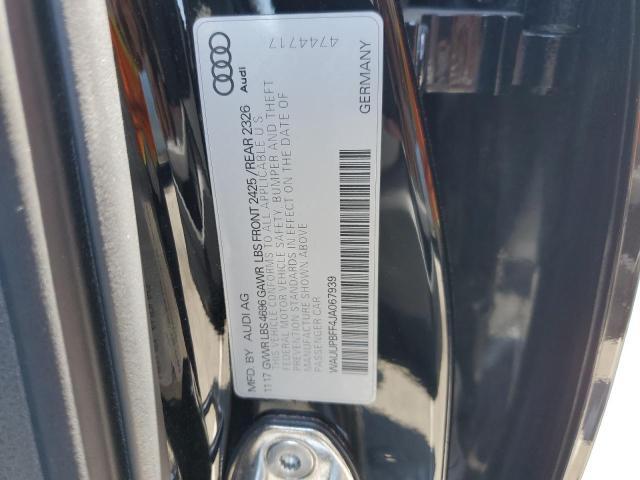 Audi
MFD. BY AUDI AG
11 17 GVWR LBS 4696 GAWR LBS FRONT 2425 / REAR 2326
THIS VEHICLE CONFORMS TO ALL APPLICABLE U.S.
FEDERAL MOTOR VEHICLE SAFETY, BUMPER AND THEFT
PREVENTION STANDARDS IN EFFECT ON THE DATE OF
MANUFACTURE SHOWN ABOVE
PASSENGER CAR
WAUUPBFF4JA067939
GERMANY
4744717